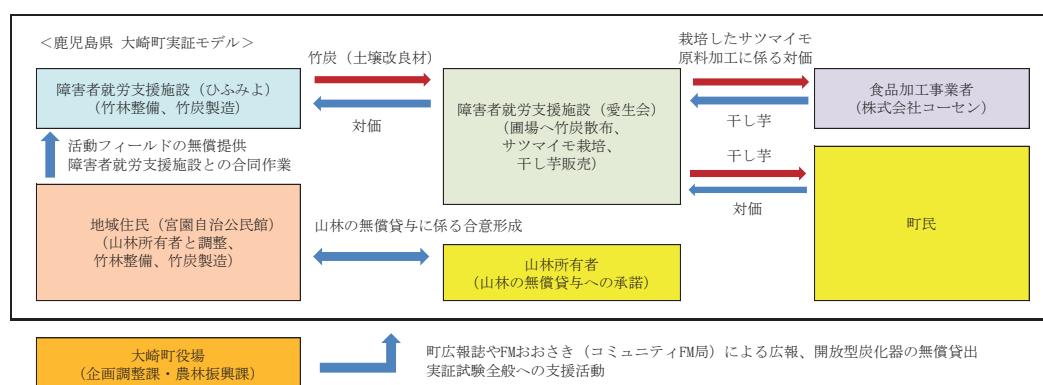 ＜鹿児島県 大崎町実証モデル＞
障害者就労支援施設（ひふみよ）
（竹林整備、竹炭製造）
竹炭（土壌改良材）
対価
障害者就労支援施設（愛生会）
（圃場へ竹炭散布、
サツマイモ栽培、
干し芋販売）
栽培したサツマイモ
原料加工に係る対価
干し芋
食品加工事業者
（株式会社コーセン）
活動フィールドの無償提供
障害者就労支援施設との合同作業
干し芋
対価
町民
地域住民（宮園自治公民館）
（山林所有者と調整、
竹林整備、竹炭製造）
山林の無償貸与に係る合意形成
山林所有者
（山林の無償貸与への承諾）
大崎町役場
（企画調整課・農林振興課）
町広報誌やFMおおさき（コミュニティFM局）による広報、開放型炭化器の無償貸出
実証試験全般への支援活動